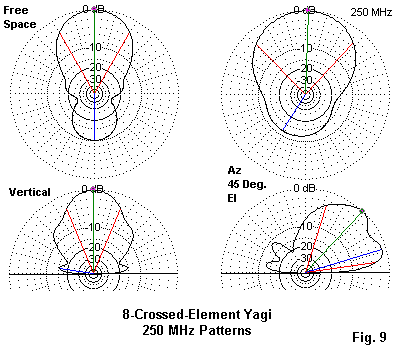 Free
Space
0 dB
-10
-20
-30
0 dB
250 MHz
-10
-20
-30
Vertical
0 dB
-10
-20
-30
Az
45 Deg.
El
0 dB
-10
-20
-30
8-Crossed-Element Yagi
250 MHz Patterns
Fig. 9